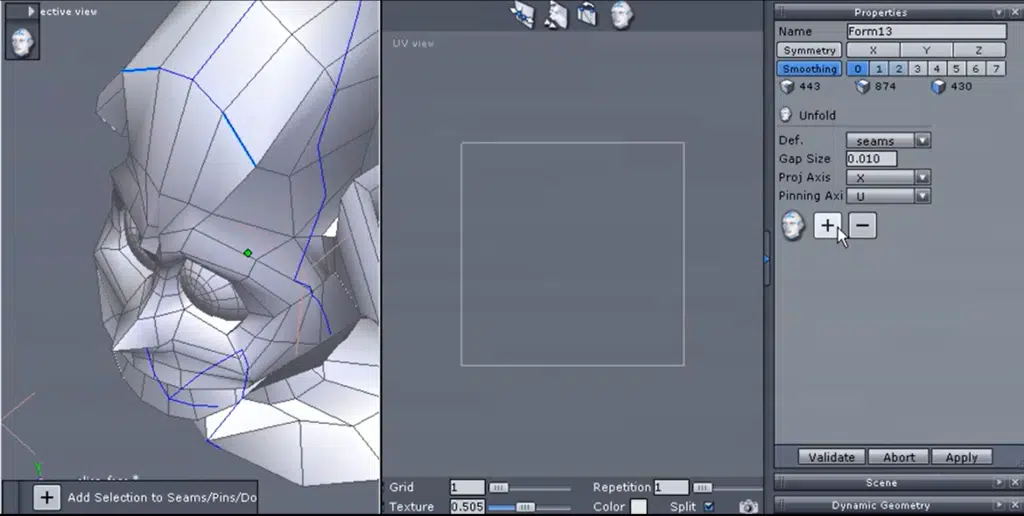 ective view
UV view
Properties
Name Form13
Symmetry X Y Z
Smoothing 0 1 2 3 4 5 6 7
443 874 430
Unfold
Def. seams
Gap Size 0.010
Proj Axis X
Pinning Axi U
+ −
Validate Abort Apply
Scene
Dynamic Geometry
+ Add Selection to Seams/Pins/Do
Grid 1 Repetition 1
Texture 0.505 Color Split